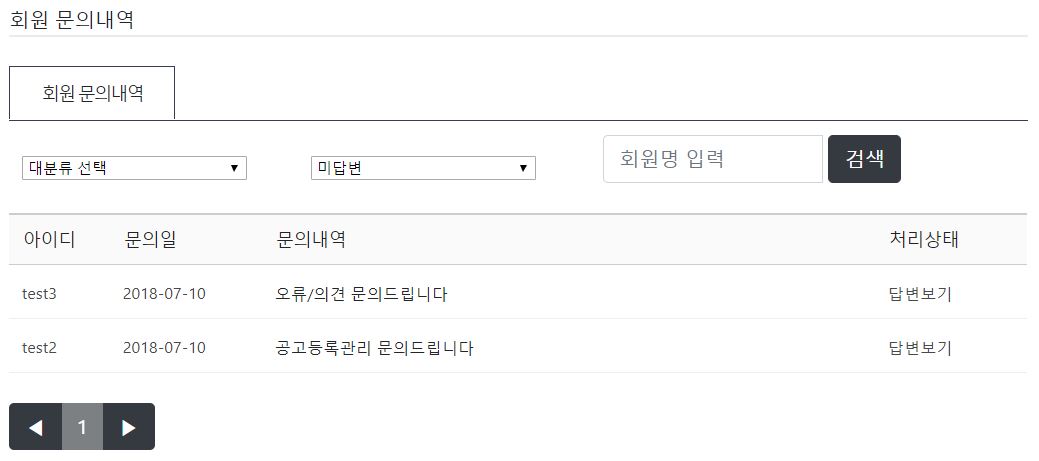 회원 문의내역
회원 문의내역
대분류 선택 ▼ 미답변 ▼ 회원명 입력 검색
아이디 문의일 문의내역 처리상태
test3 2018-07-10 오류/의견 문의드립니다 답변보기
test2 2018-07-10 공고등록관리 문의드립니다 답변보기
◀ 1 ▶